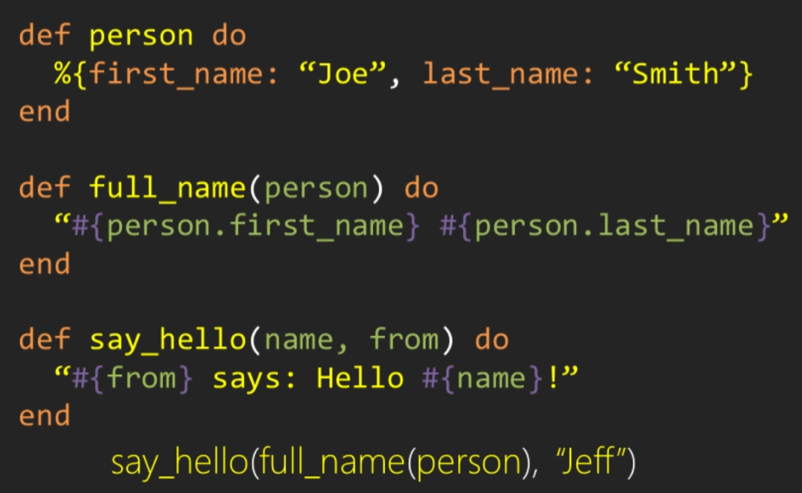 def person do
%{first_name: “Joe”, last_name: “Smith”}
end
def full_name(person) do
“#{person.first_name} #{person.last_name}”
end
def say_hello(name, from) do
“#{from} says: Hello #{name}!”
end
say_hello(full_name(person), “Jeff”)